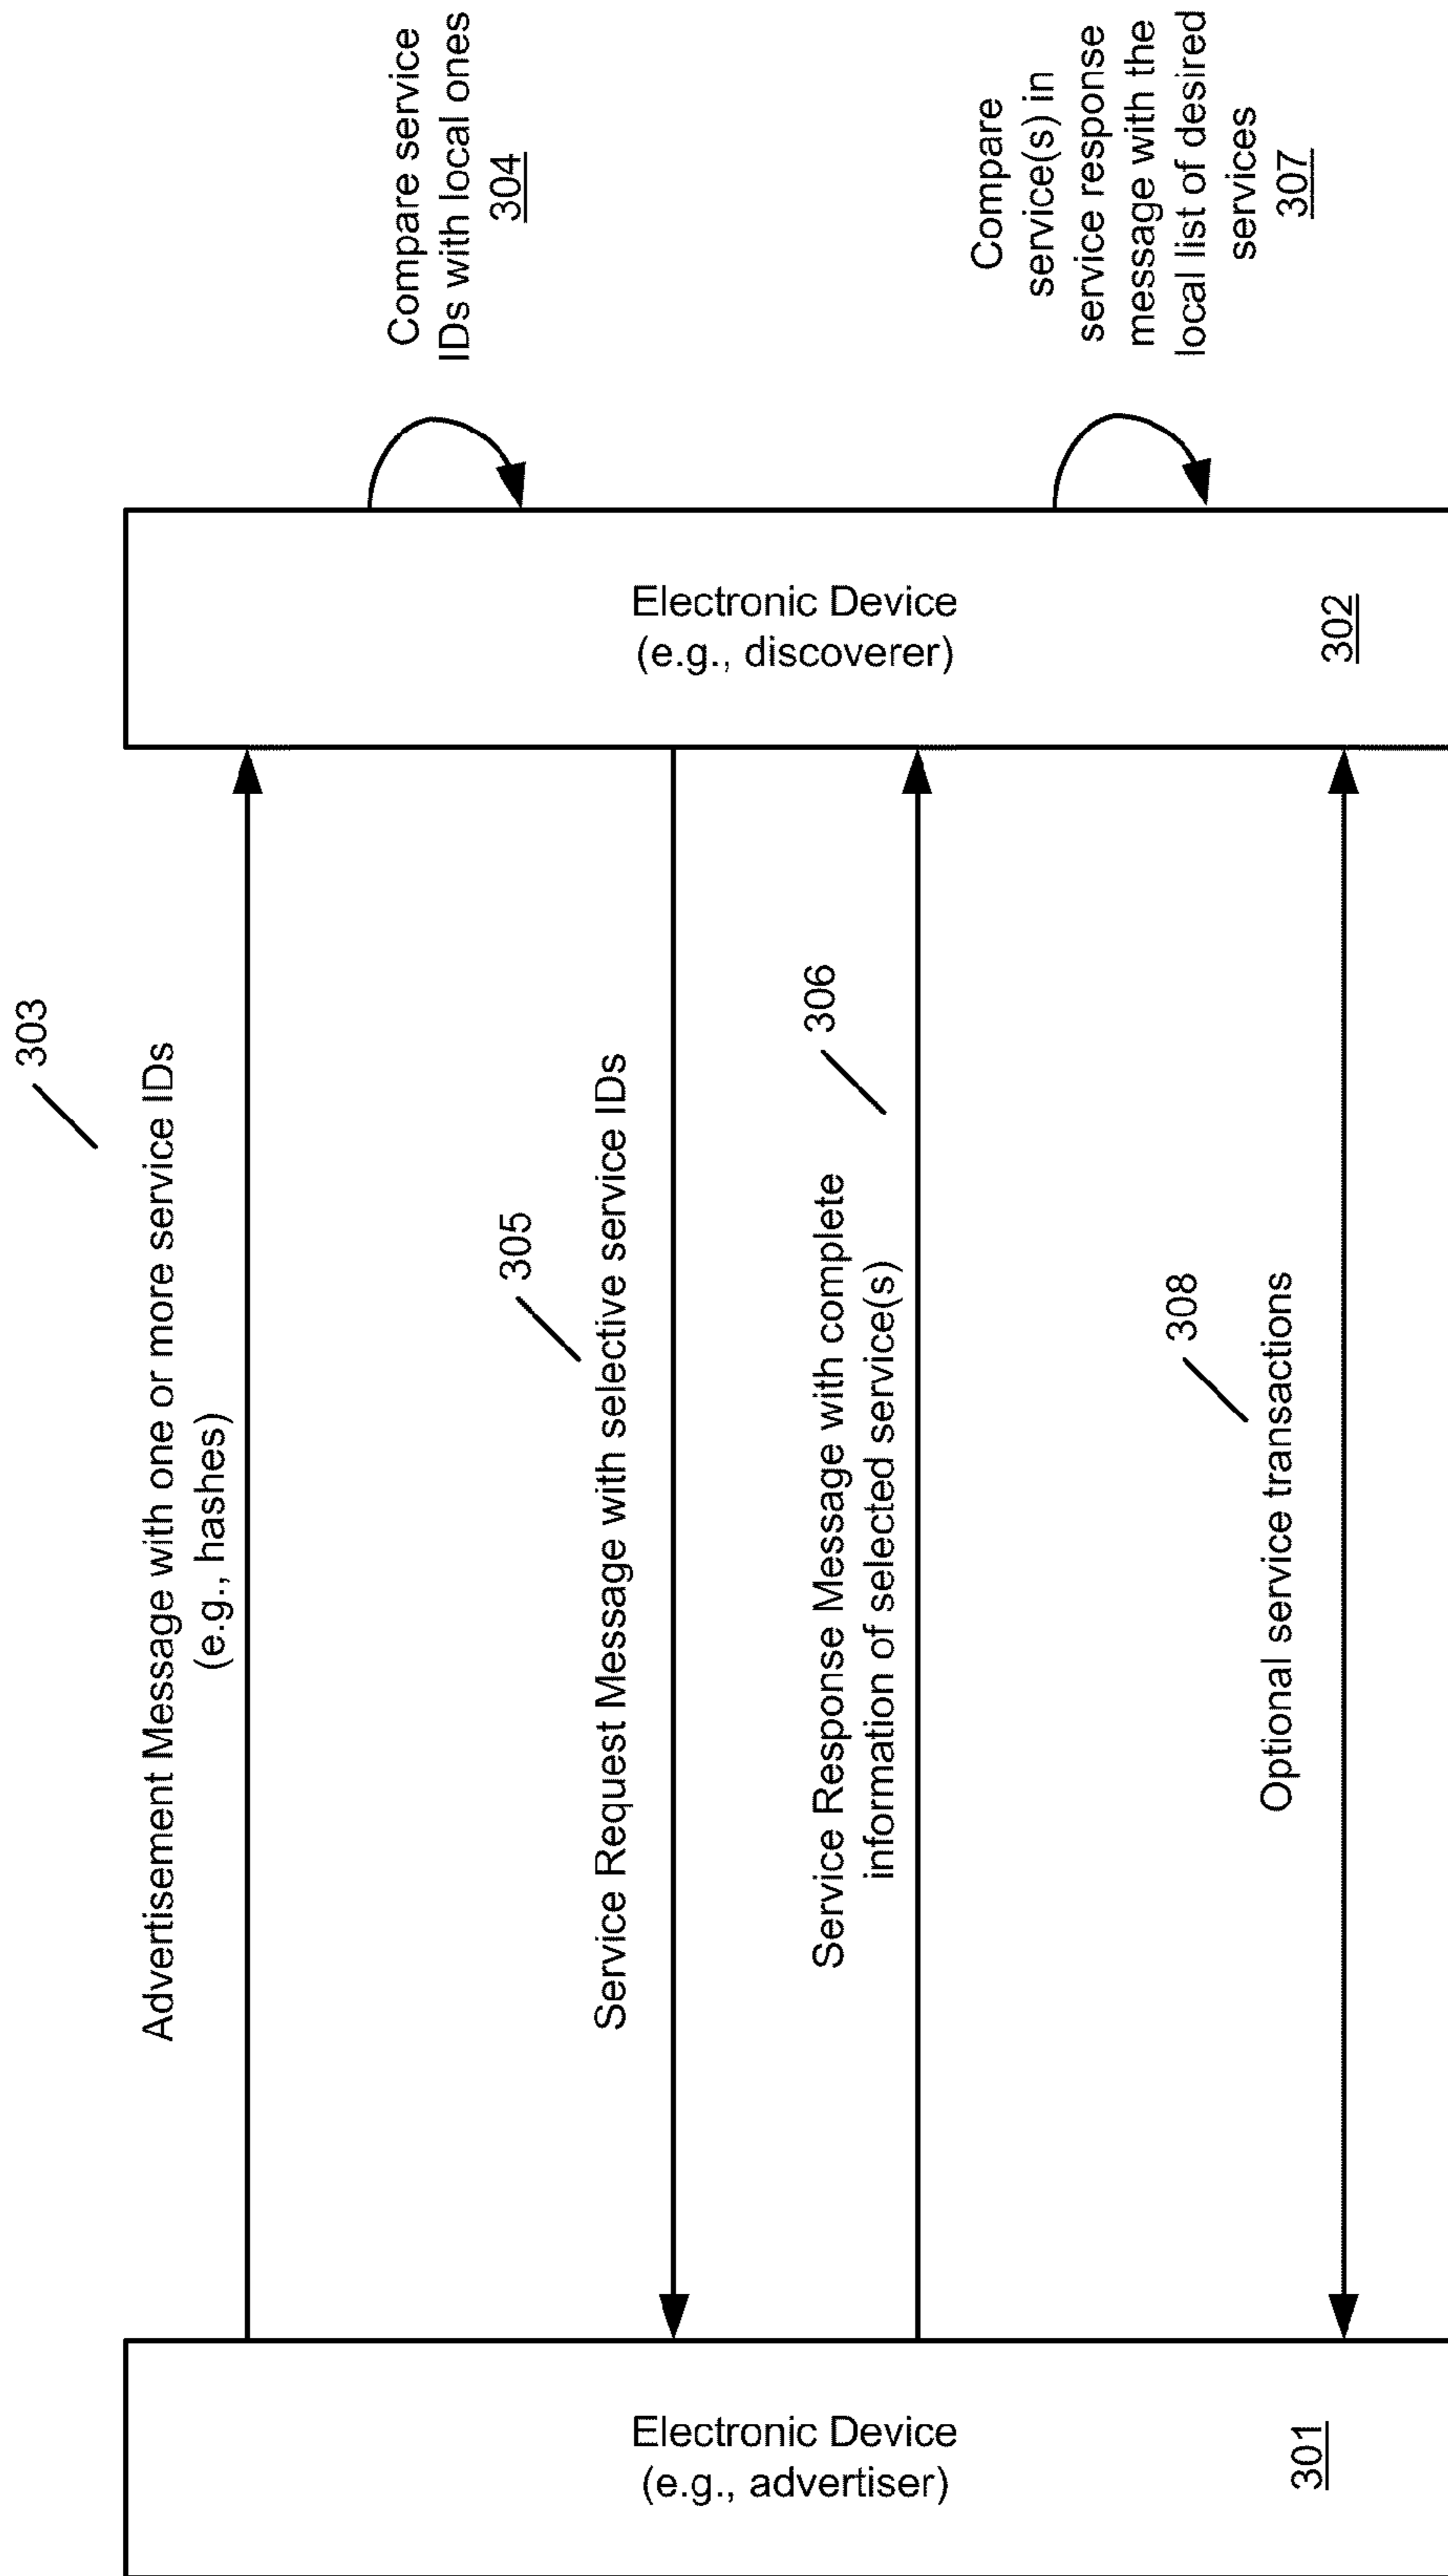 303
Advertisement Message with one or more service IDs
(e.g., hashes)
Compare service
IDs with local ones
304
305
Service Request Message with selective service IDs
306
Service Response Message with complete
information of selected service(s)
Compare
service(s) in
service response
message with the
local list of desired
services
307
308
Optional service transactions
Electronic Device
(e.g., advertiser)
301
Electronic Device
(e.g., discoverer)
302